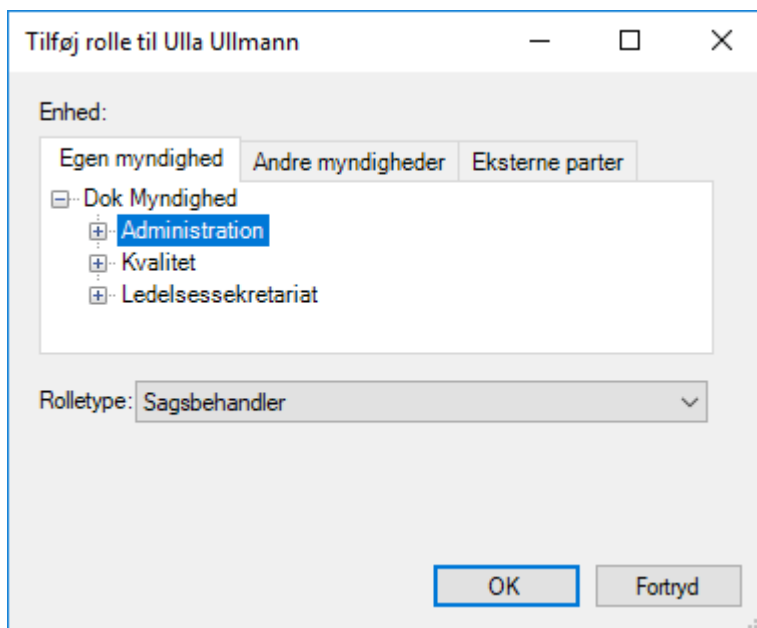 Tilføj rolle til Ulla Ullmann
Enhed:
Egen myndighed Andre myndigheder Eksterne parter
Dok Myndighed
Administration
Kvalitet
Ledelsessekretariat
Rolletype: Sagsbehandler
OK Fortryd